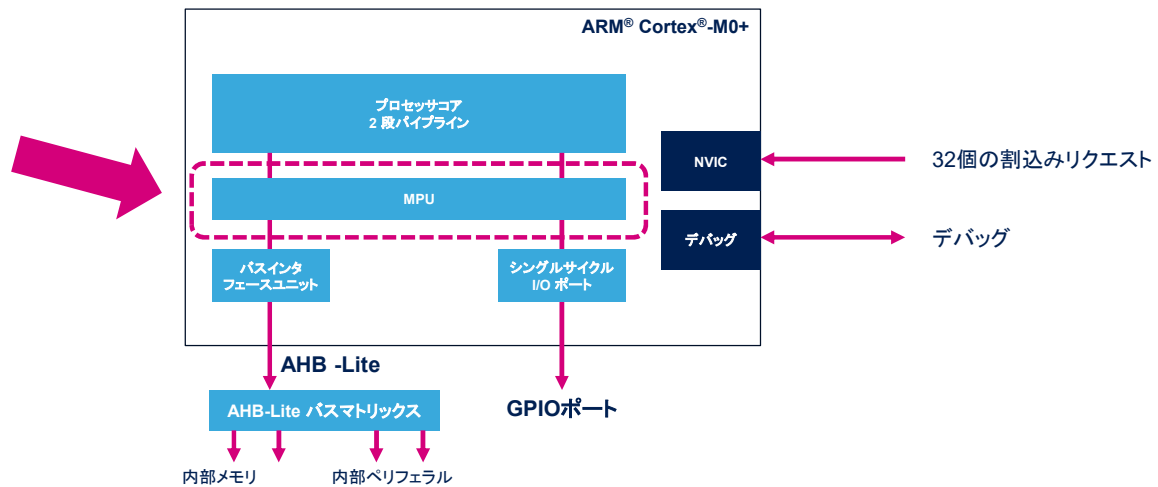 ARM® Cortex®-M0+
プロセッサコア
2 段パイプライン
NVIC
32個の割込みリクエスト
MPU
デバッグ
デバッグ
バスインタ
フェースユニット
シングルサイクル
I/O ポート
AHB -Lite
AHB-Lite バスマトリックス
GPIOポート
内部メモリ
内部ペリフェラル